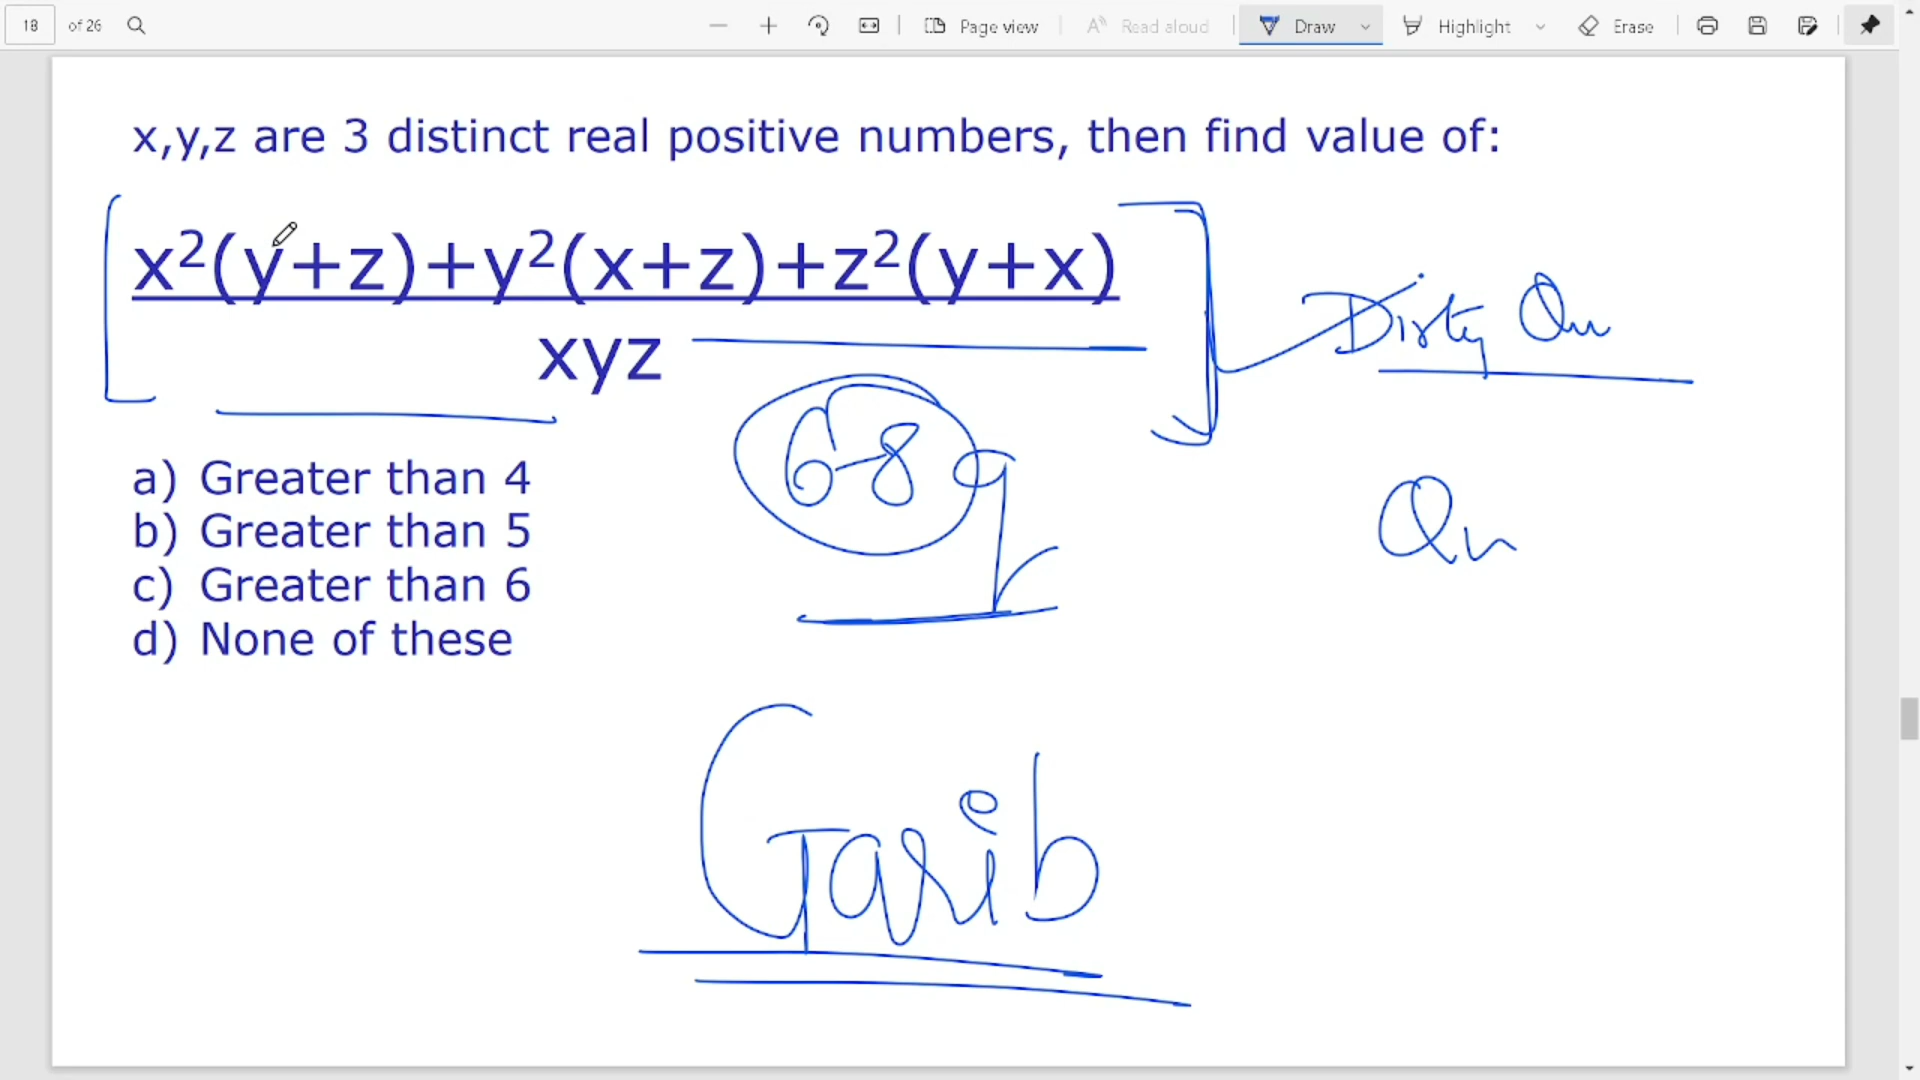 18 of 26 Page view Read aloud Draw Highlight Erase
x,y,z are 3 distinct real positive numbers, then find value of:
x²(y+z)+y²(x+z)+z²(y+x)
xyz
Dirty Qn
6-8 q
Qn
a) Greater than 4
b) Greater than 5
c) Greater than 6
d) None of these
Garib